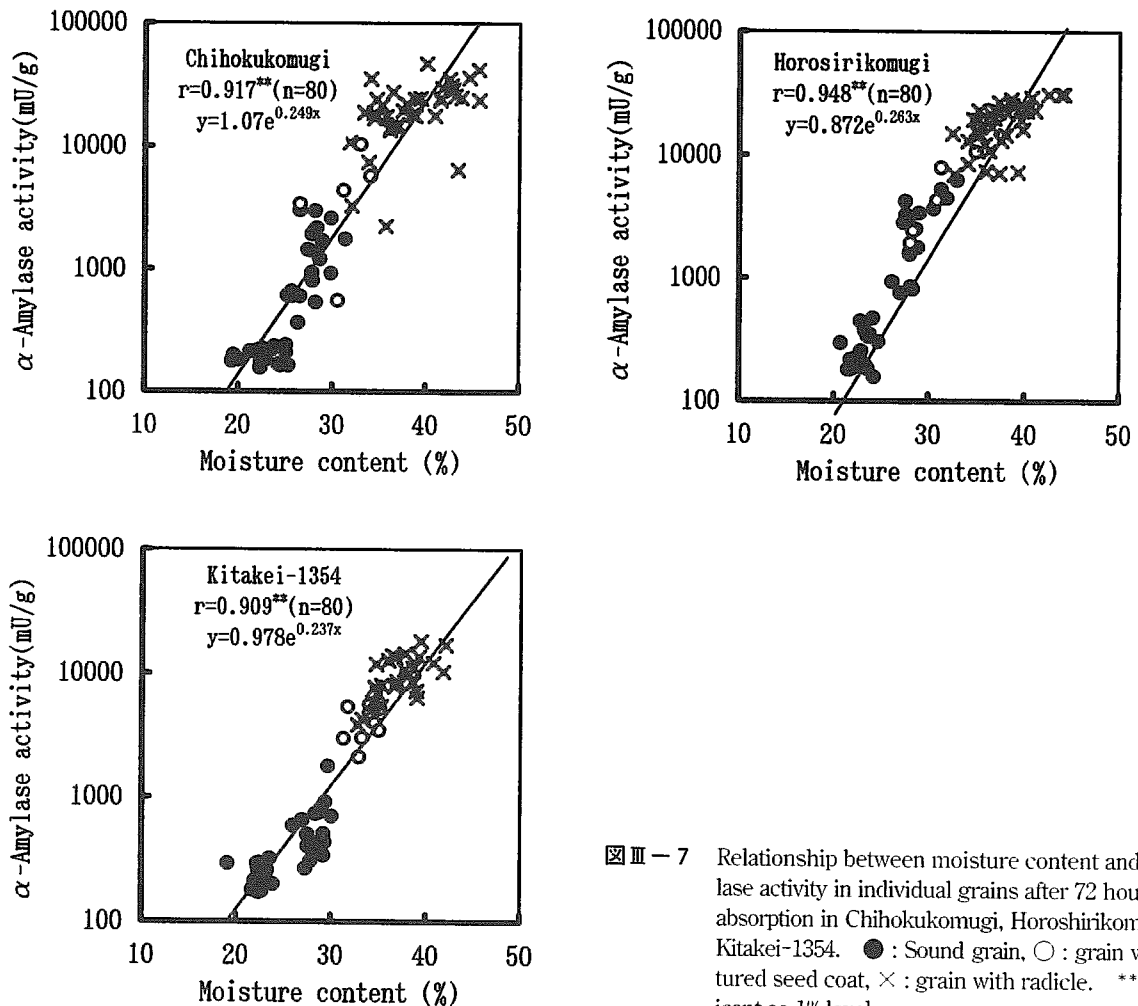 100000
10000
1000
100
10 20 30 40 50
α-Amylase activity(mU/g)
Moisture content (%)
Chihokukomugi
r=0.917**(n=80)
y=1.07e^0.249x
100000
10000
1000
100
10 20 30 40 50
α-Amylase activity(mU/g)
Moisture content (%)
Horosirikomugi
r=0.948**(n=80)
y=0.872e^0.263x
100000
10000
1000
100
10 20 30 40 50
α-Amylase activity(mU/g)
Moisture content (%)
Kitakei-1354
r=0.909**(n=80)
y=0.978e^0.237x
図Ⅲ-7 Relationship between moisture content and
lase activity in individual grains after 72 hou
absorption in Chihokukomugi, Horoshirikom
Kitakei-1354. ● : Sound grain, ○ : grain w
tured seed coat, × : grain with radicle. **